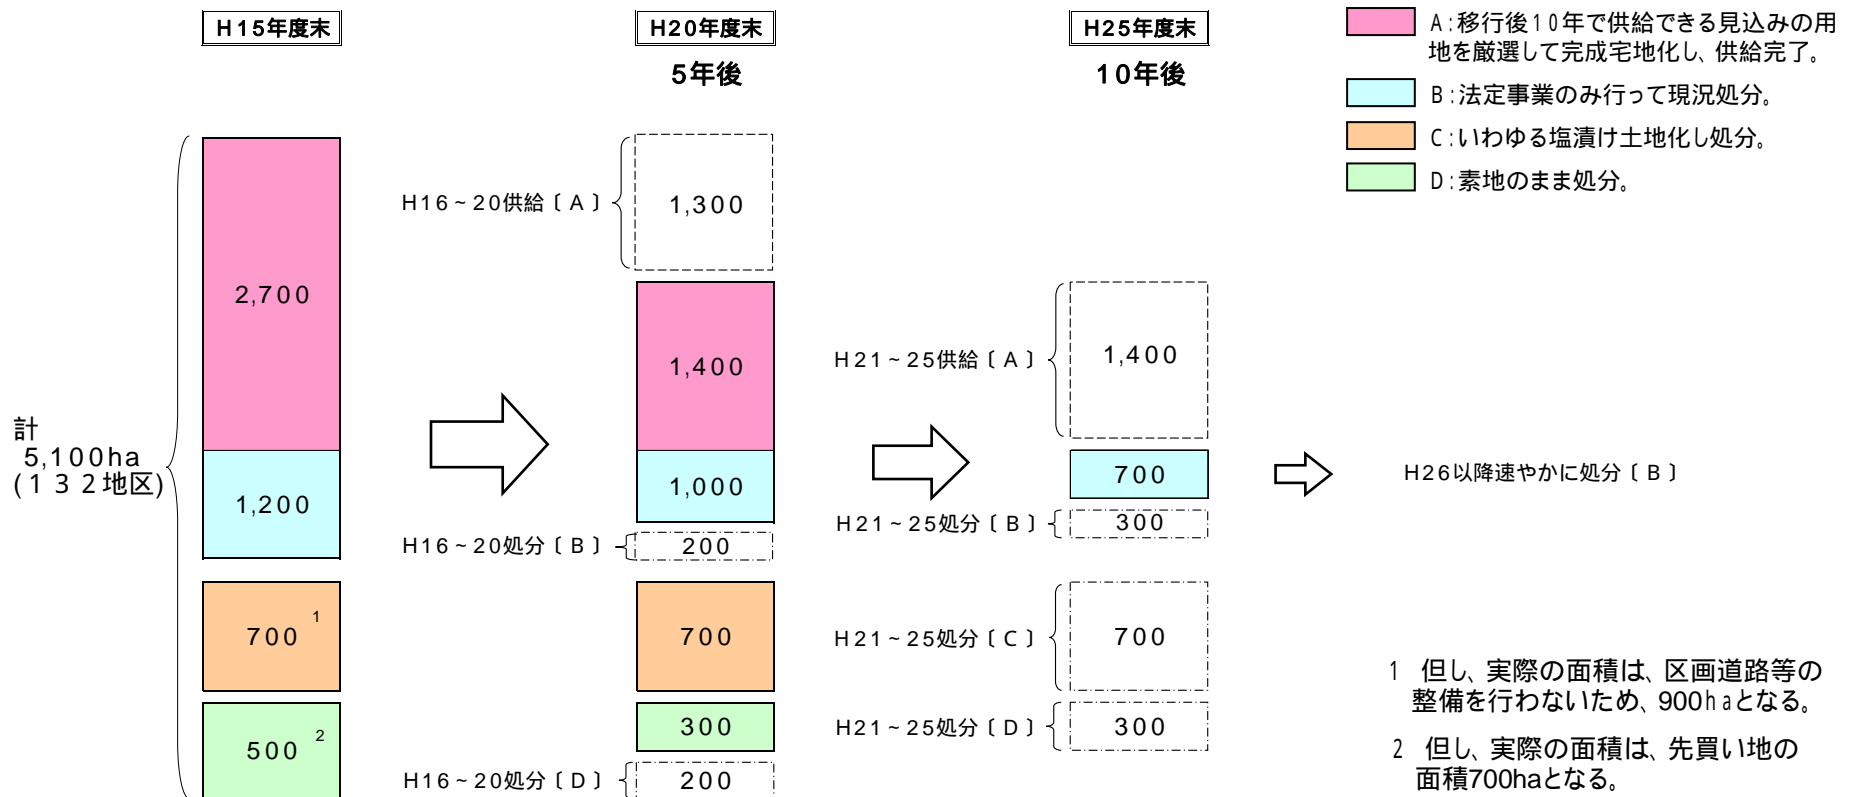 H15年度末
H20年度末
H25年度末
5年後
10年後
A:移行後10年で供給できる見込みの用
地を厳選して完成宅地化し、供給完了。
B:法定事業のみ行って現況処分。
C:いわゆる塩漬け土地化し処分。
D:素地のまま処分。
計
5,100ha
(132地区)
2,700
1,200
700 1
500 2
H16~20供給〔A〕
1,300
1,400
1,000
H16~20処分〔B〕
200
700
300
H16~20処分〔D〕
200
H21~25供給〔A〕
1,400
700
H21~25処分〔B〕
300
H21~25処分〔C〕
700
H21~25処分〔D〕
300
H26以降速やかに処分〔B〕
1 但し、実際の面積は、区画道路等の
整備を行わないため、900haとなる。
2 但し、実際の面積は、先買い地の
面積700haとなる。